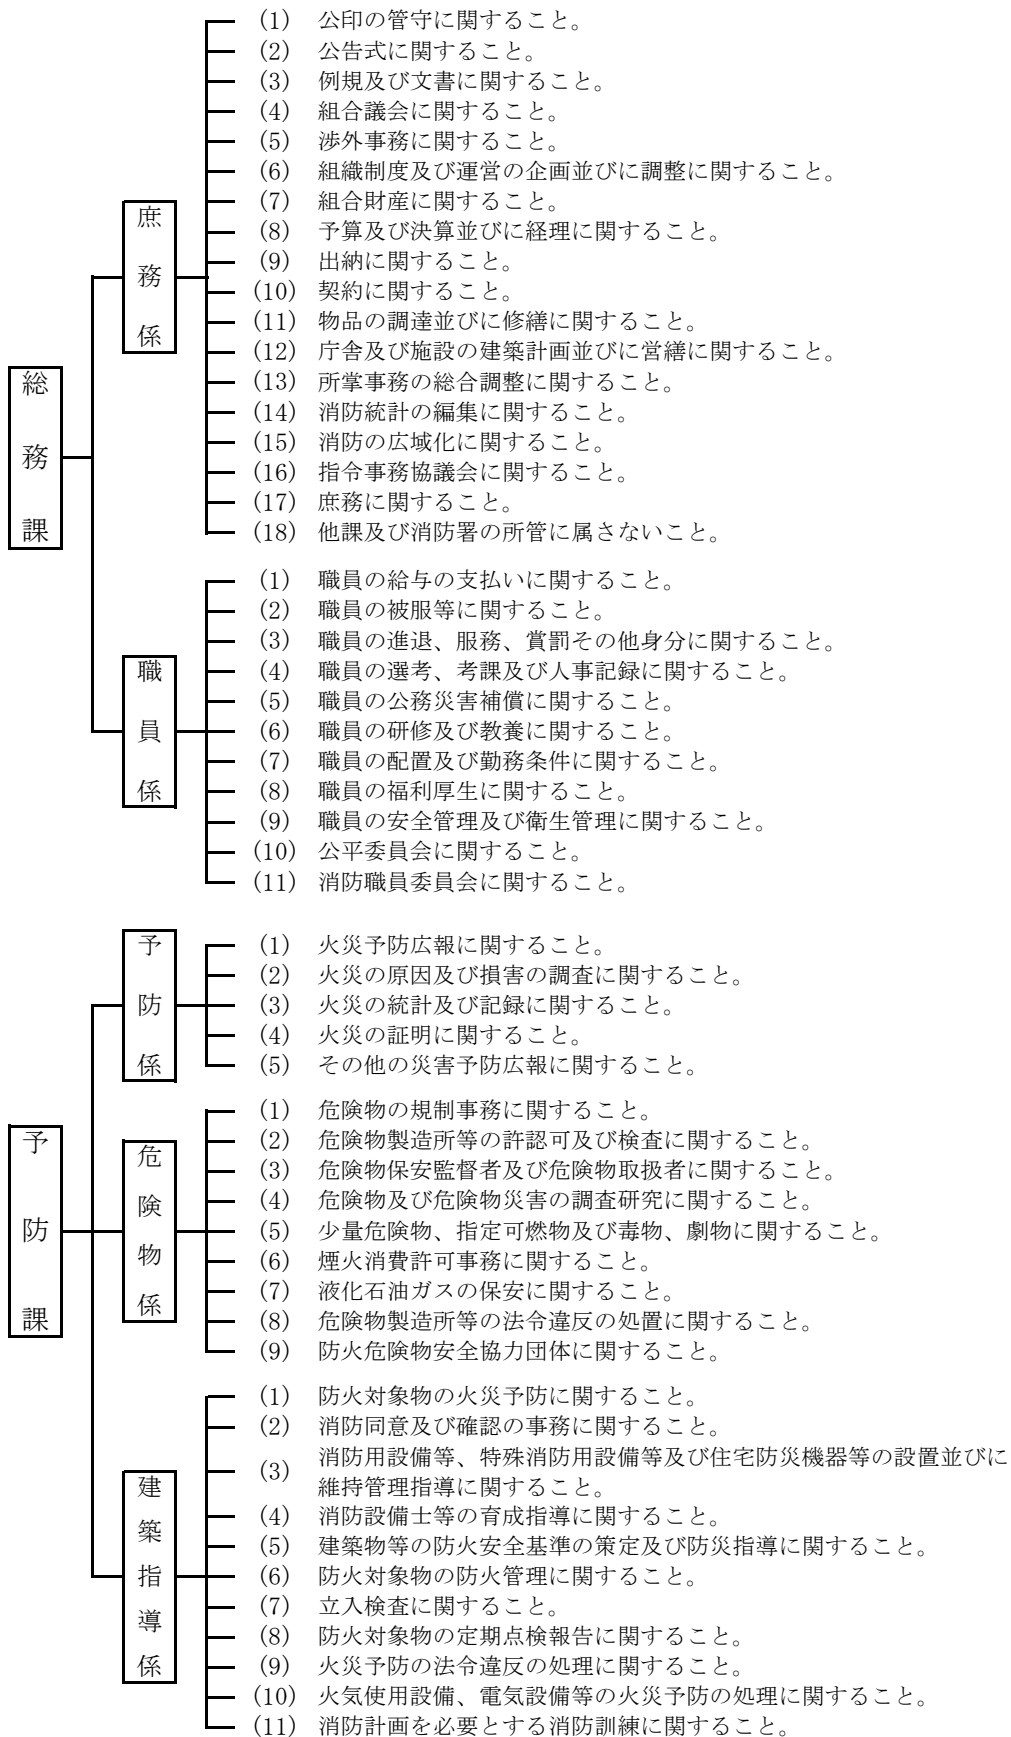 総務課
庶務係
(1) 公印の管守に関すること。
(2) 公告式に関すること。
(3) 例規及び文書に関すること。
(4) 組合議会に関すること。
(5) 渉外事務に関すること。
(6) 組織制度及び運営の企画並びに調整に関すること。
(7) 組合財産に関すること。
(8) 予算及び決算並びに経理に関すること。
(9) 出納に関すること。
(10) 契約に関すること。
(11) 物品の調達並びに修繕に関すること。
(12) 庁舎及び施設の建築計画並びに営繕に関すること。
(13) 所掌事務の総合調整に関すること。
(14) 消防統計の編集に関すること。
(15) 消防の広域化に関すること。
(16) 指令事務協議会に関すること。
(17) 庶務に関すること。
(18) 他課及び消防署の所管に属さないこと。
職員係
(1) 職員の給与の支払いに関すること。
(2) 職員の被服等に関すること。
(3) 職員の進退、服務、賞罰その他身分に関すること。
(4) 職員の選考、考課及び人事記録に関すること。
(5) 職員の公務災害補償に関すること。
(6) 職員の研修及び教養に関すること。
(7) 職員の配置及び勤務条件に関すること。
(8) 職員の福利厚生に関すること。
(9) 職員の安全管理及び衛生管理に関すること。
(10) 公平委員会に関すること。
(11) 消防職員委員会に関すること。
予防課
予防係
(1) 火災予防広報に関すること。
(2) 火災の原因及び損害の調査に関すること。
(3) 火災の統計及び記録に関すること。
(4) 火災の証明に関すること。
(5) その他の災害予防広報に関すること。
危険物係
(1) 危険物の規制事務に関すること。
(2) 危険物製造所等の許認可及び検査に関すること。
(3) 危険物保安監督者及び危険物取扱者に関すること。
(4) 危険物及び危険物災害の調査研究に関すること。
(5) 少量危険物、指定可燃物及び毒物、劇物に関すること。
(6) 煙火消費許可事務に関すること。
(7) 液化石油ガスの保安に関すること。
(8) 危険物製造所等の法令違反の処置に関すること。
(9) 防火危険物安全協力団体に関すること。
建築指導係
(1) 防火対象物の火災予防に関すること。
(2) 消防同意及び確認の事務に関すること。
(3) 消防用設備等、特殊消防用設備等及び住宅防災機器等の設置並びに
維持管理指導に関すること。
(4) 消防設備士等の育成指導に関すること。
(5) 建築物等の防火安全基準の策定及び防災指導に関すること。
(6) 防火対象物の防火管理に関すること。
(7) 立入検査に関すること。
(8) 防火対象物の定期点検報告に関すること。
(9) 火災予防の法令違反の処理に関すること。
(10) 火気使用設備、電気設備等の火災予防の処理に関すること。
(11) 消防計画を必要とする消防訓練に関すること。